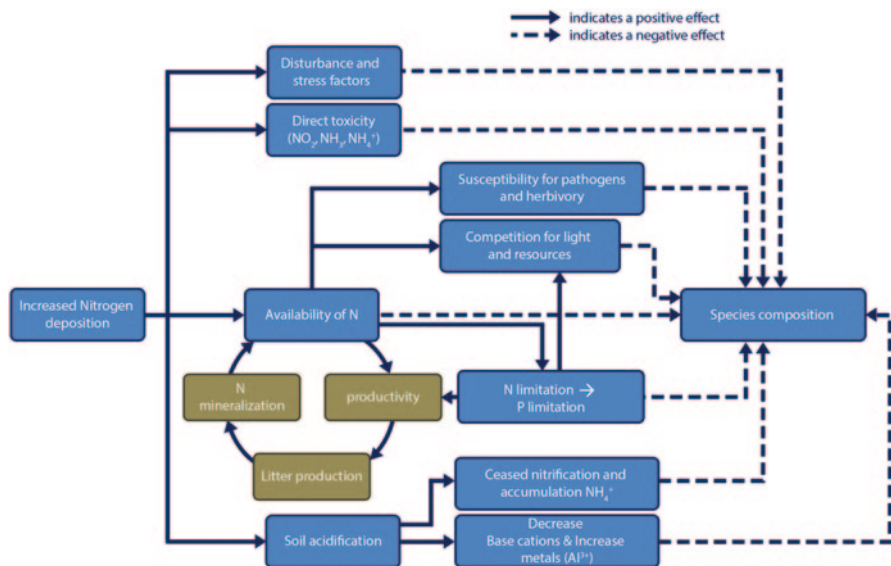 indicates a positive effect
indicates a negative effect
Disturbance and
stress factors
Direct toxicity
(NO₂, NH₃, NH₄⁺)
Susceptibility for pathogens
and herbivory
Competition for light
and resources
Increased Nitrogen
deposition
Availability of N
Species composition
N
mineralization
productivity
N limitation →
P limitation
Litter production
Ceased nitrification and
accumulation NH₄⁺
Soil acidification
Decrease
Base cations & Increase
metals (Al³⁺)